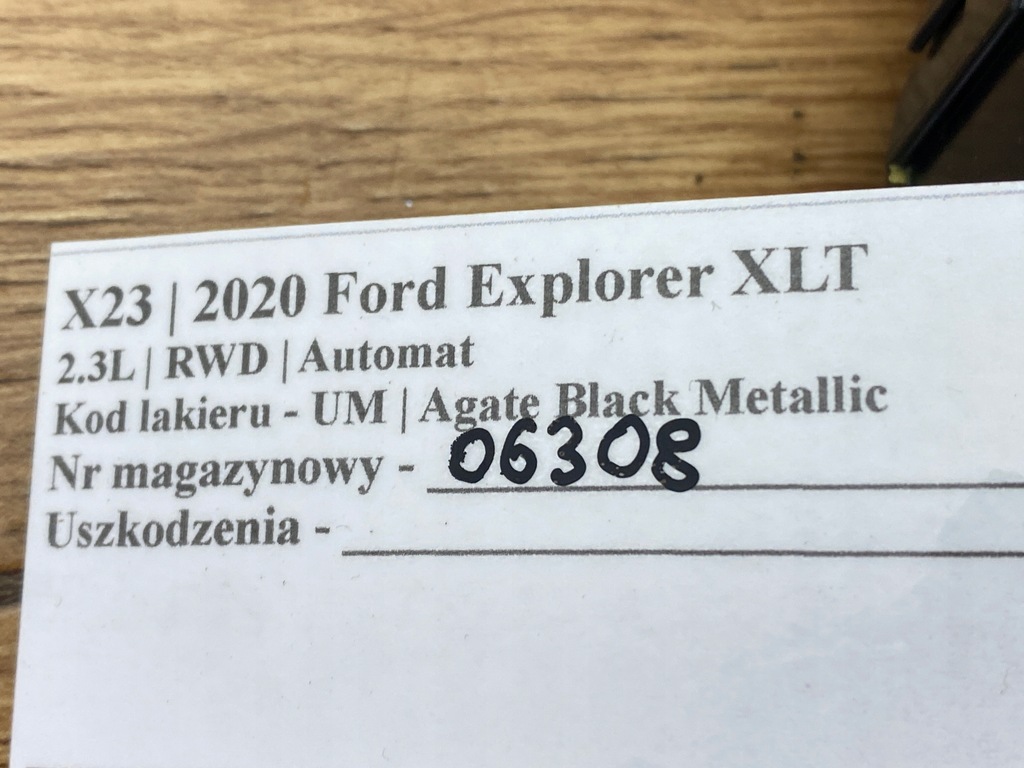 X23 | 2020 Ford Explorer XLT
2.3L | RWD | Automat
Kod lakieru - UM | Agate Black Metallic
Nr magazynowy - 06308
Uszkodzenia -